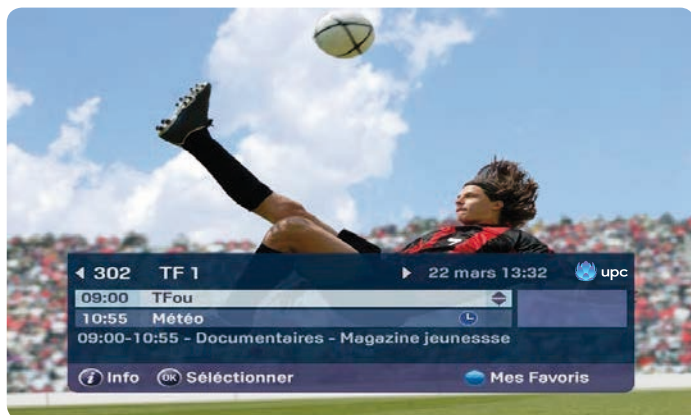 302 TF 1 22 mars 13:32 upc
09:00 TFou
10:55 Météo
09:00-10:55 - Documentaires - Magazine jeunessse
i Info OK Séléctionner Mes Favoris